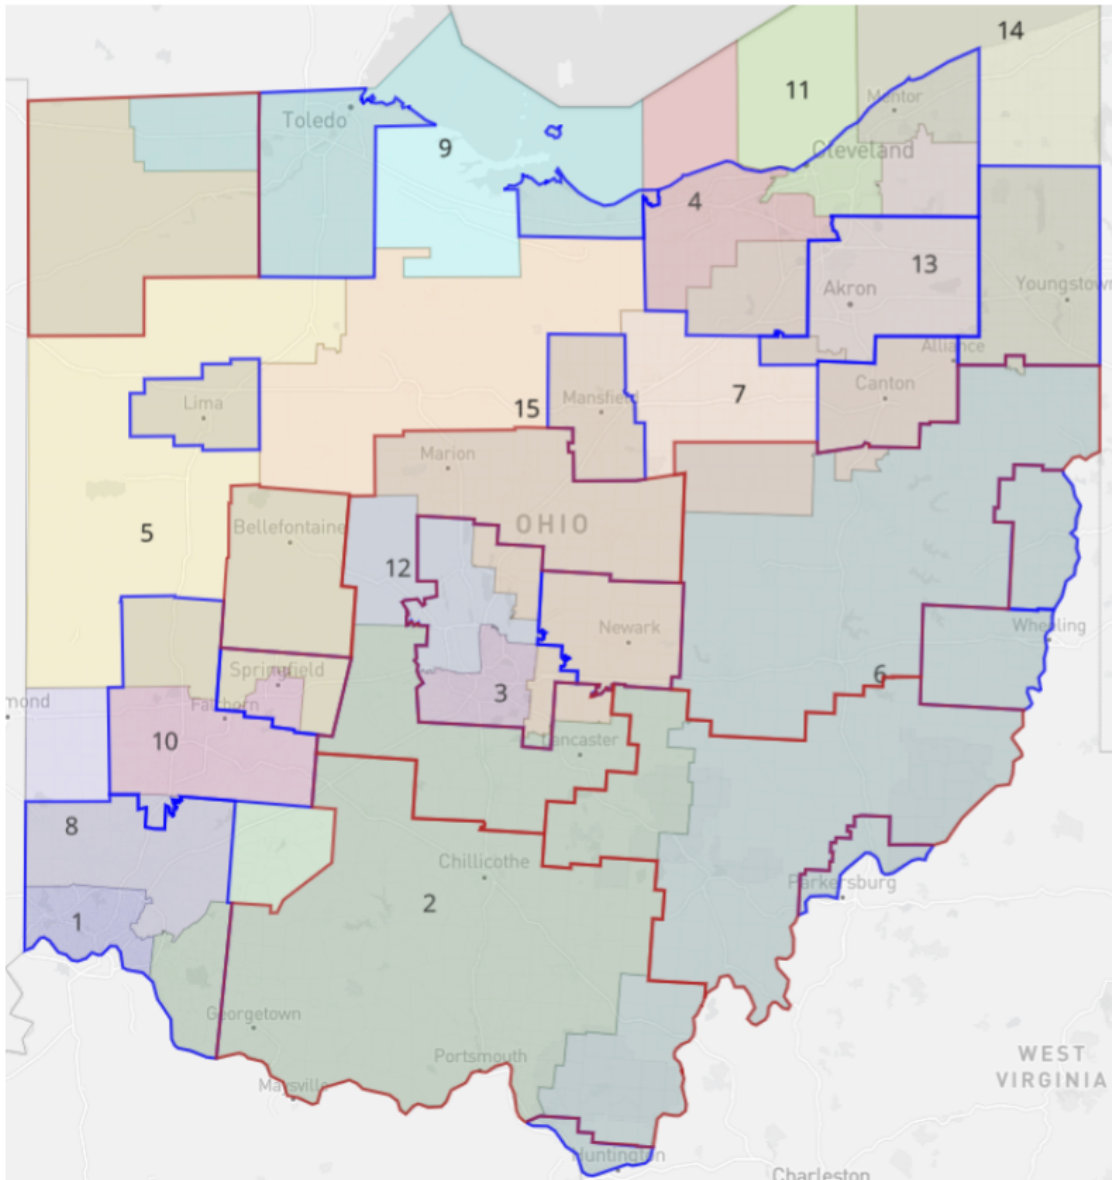 14
11
Mentor
Toledo
9
Cleveland
4
13
Akron
Youngstown
Alliance
Canton
7
Mansfield
Lima
15
Marion
OHIO
5
Bellefontaine
12
Newark
Wheeling
Springfield
6
3
mond
Fairborn
10
Lancaster
8
Chillicothe
Parkersburg
2
1
Georgetown
Portsmouth
WEST
VIRGINIA
Maysville
Huntington
Charleston